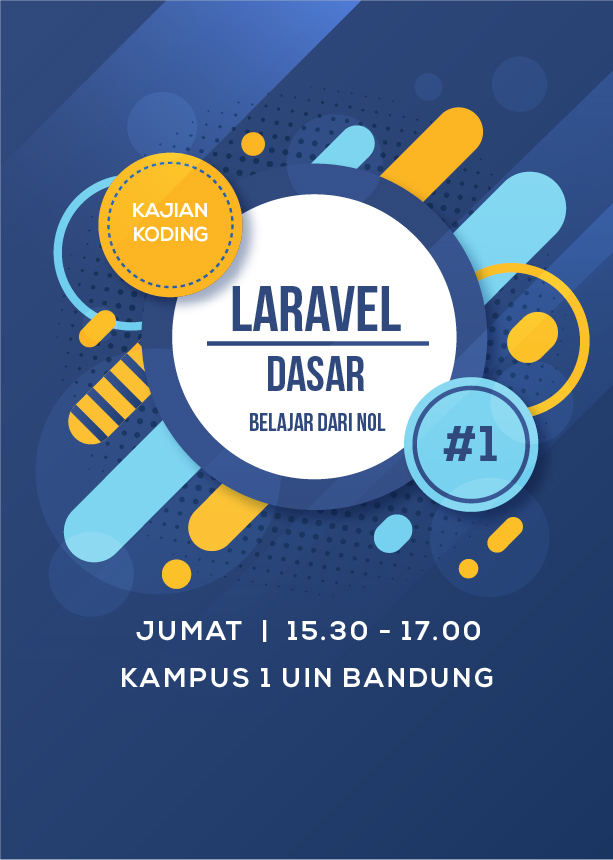 KAJIAN
KODING
LARAVEL
DASAR
BELAJAR DARI NOL
#1
JUMAT | 15.30 - 17.00
KAMPUS 1 UIN BANDUNG